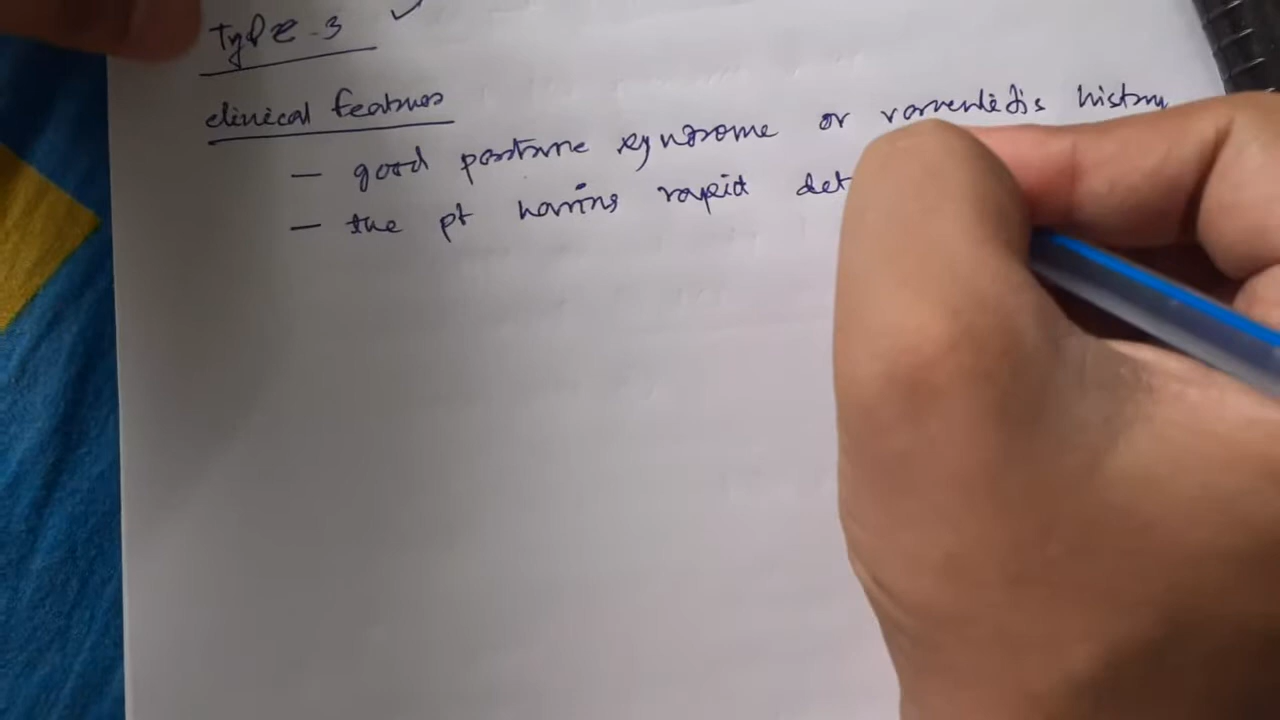 Type-3
clinical features
- good pasture syndrome or vasculitis history
- the pt having rapid det